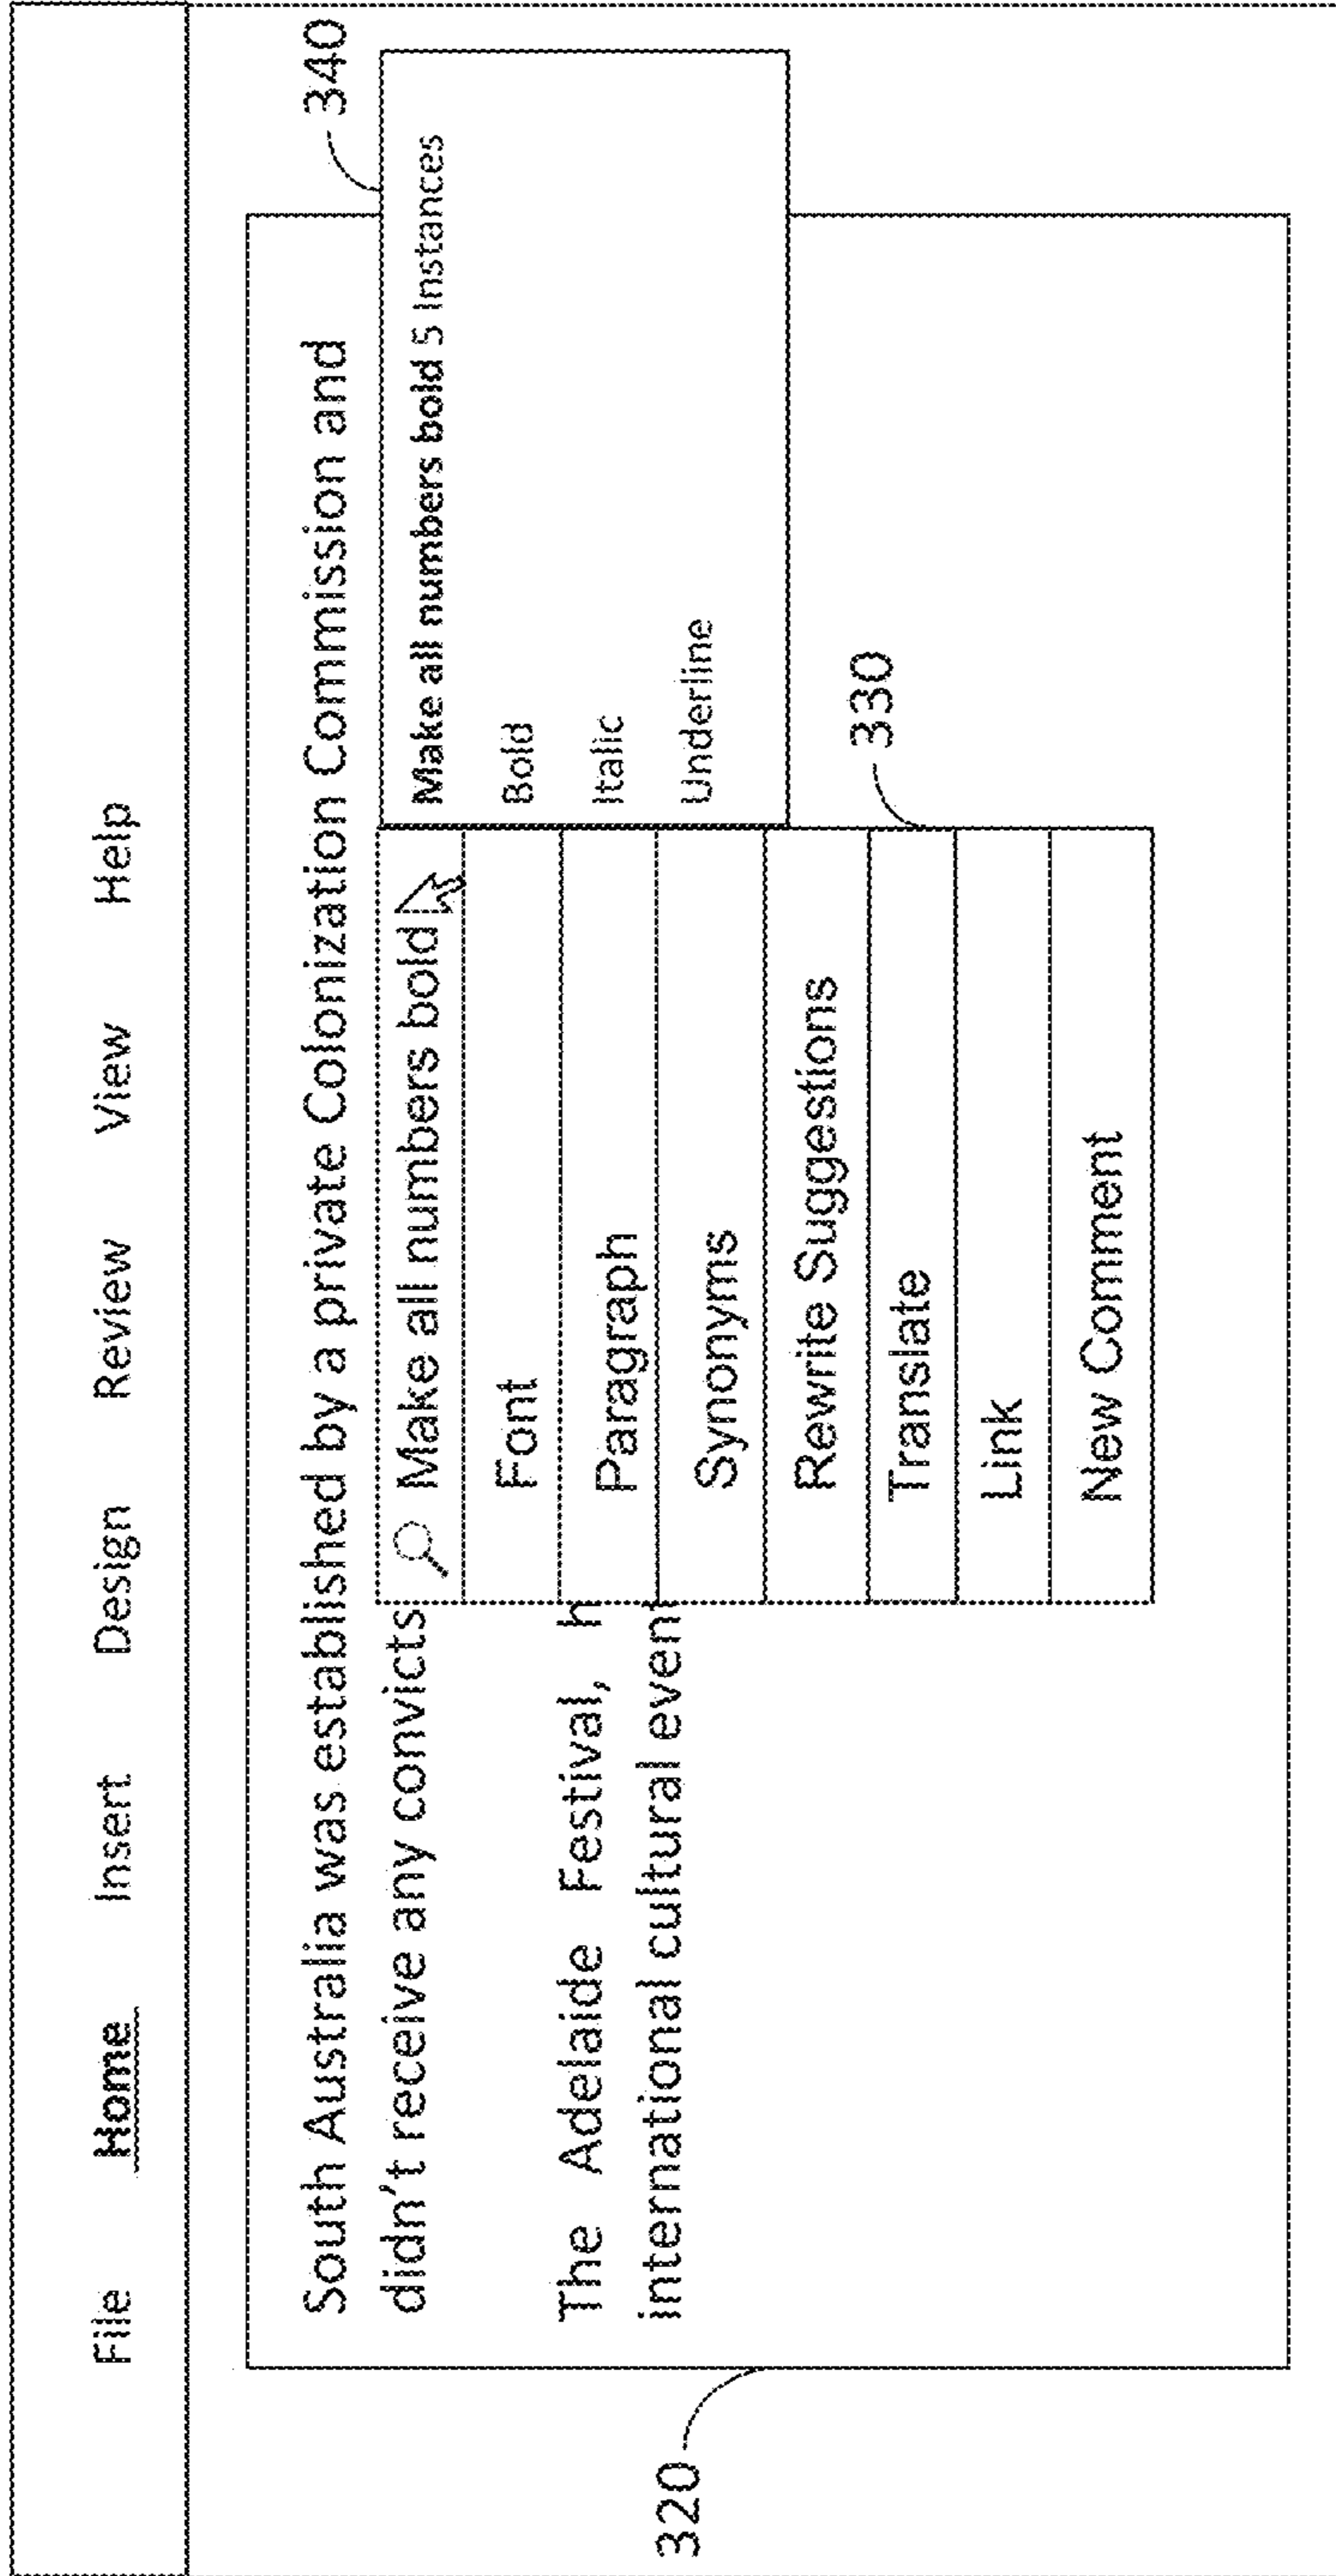 File Home Insert Design Review View Help
340
South Australia was established by a private Colonization Commission and
didn't receive any convicts
Make all numbers bold
Make all numbers bold 5 Instances
Font
Bold
The Adelaide Festival, h
Paragraph
Italic
international cultural event
Synonyms
Underline
320
Rewrite Suggestions
330
Translate
Link
New Comment